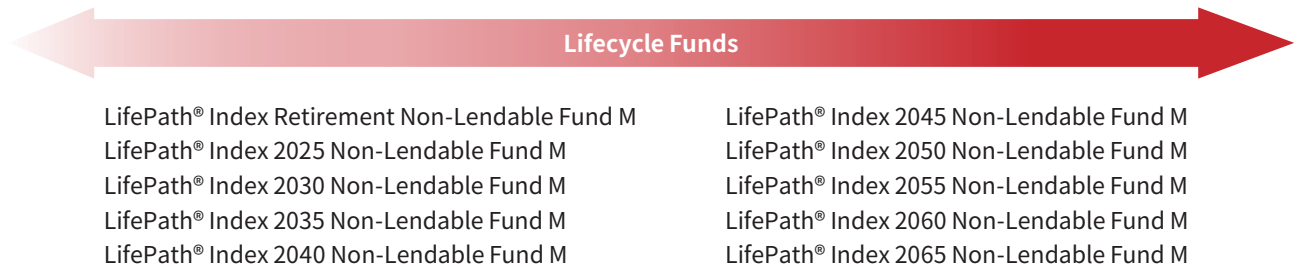 Lifecycle Funds
LifePath® Index Retirement Non-Lendable Fund M
LifePath® Index 2025 Non-Lendable Fund M
LifePath® Index 2030 Non-Lendable Fund M
LifePath® Index 2035 Non-Lendable Fund M
LifePath® Index 2040 Non-Lendable Fund M
LifePath® Index 2045 Non-Lendable Fund M
LifePath® Index 2050 Non-Lendable Fund M
LifePath® Index 2055 Non-Lendable Fund M
LifePath® Index 2060 Non-Lendable Fund M
LifePath® Index 2065 Non-Lendable Fund M